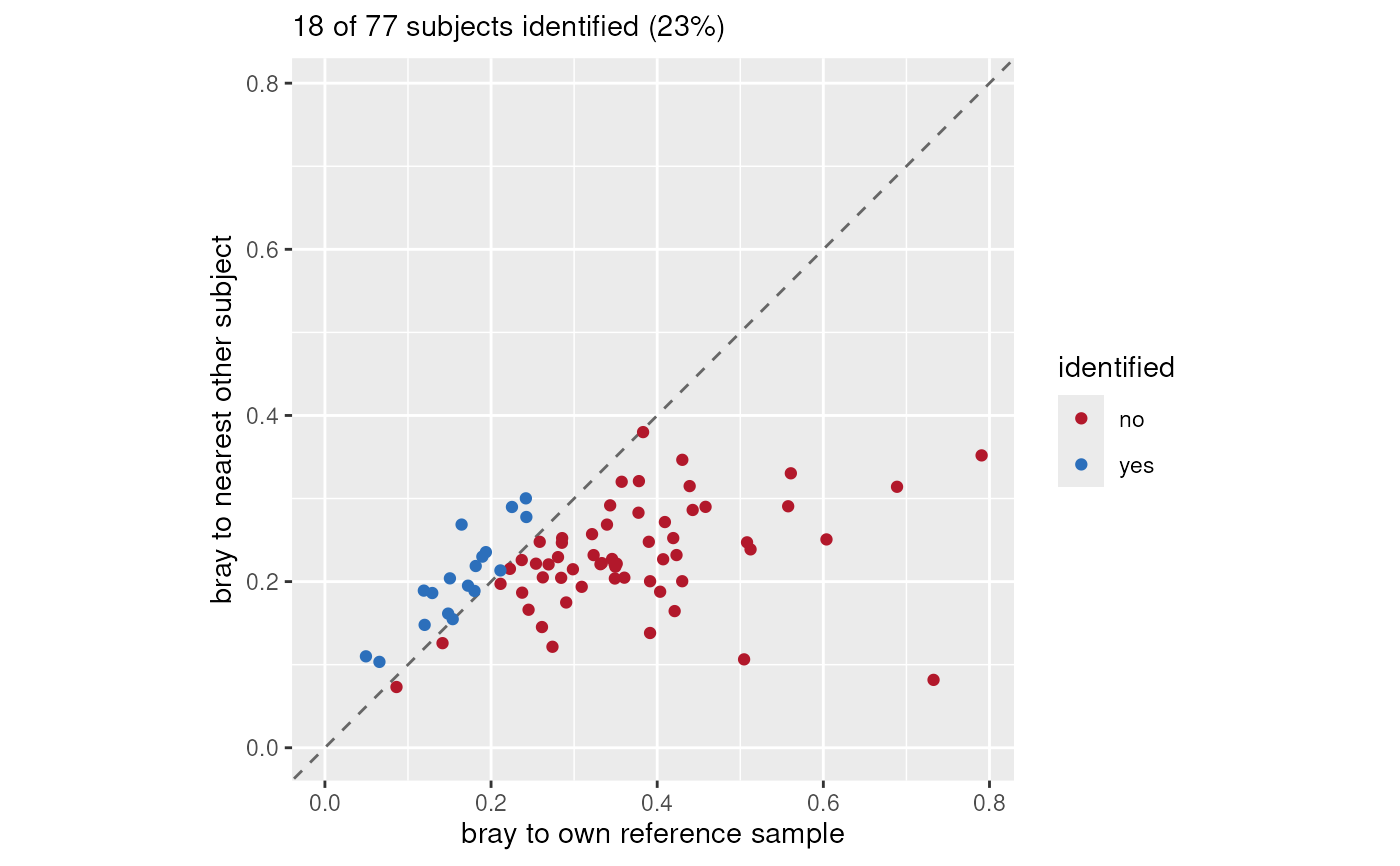 18 of 77 subjects identified (23%)
bray to nearest other subject
0.8
0.6
0.4
0.2
0.0
0.0 0.2 0.4 0.6 0.8
bray to own reference sample
identified
no
yes